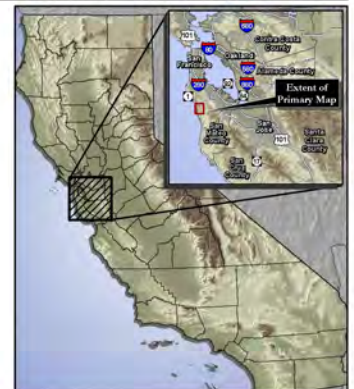 680
Contra Costa
County
101
80
Oakland
San
Francisco
580
Alameda County
280
880
1
Extent of
Primary Map
San
Mateo
County
San
Jose
101
Santa
Clara
County
17
San
County